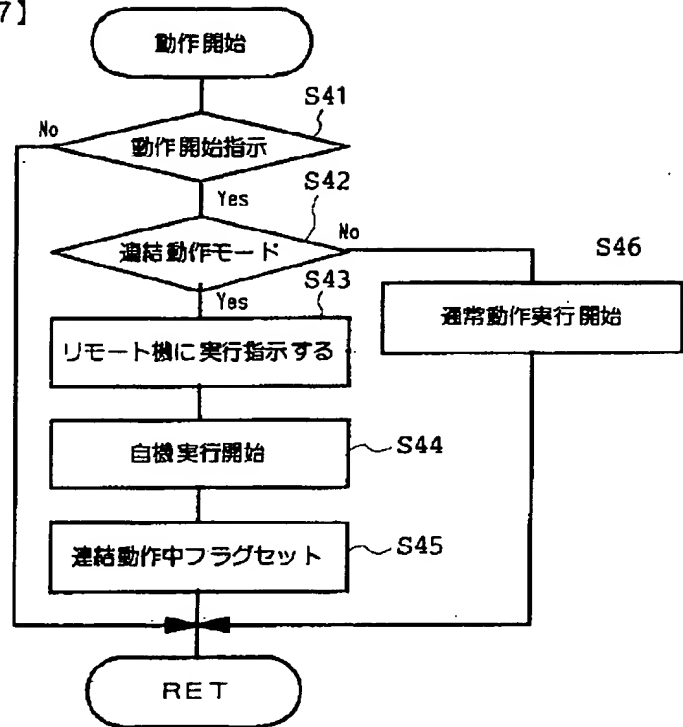 7】
動作開始
S41
No
動作開始指示
Yes
S42
No
連結動作モード
S46
S43
Yes
通常動作実行開始
リモート機に実行指示する
自機実行開始
S44
連結動作中フラグセット
S45
RET